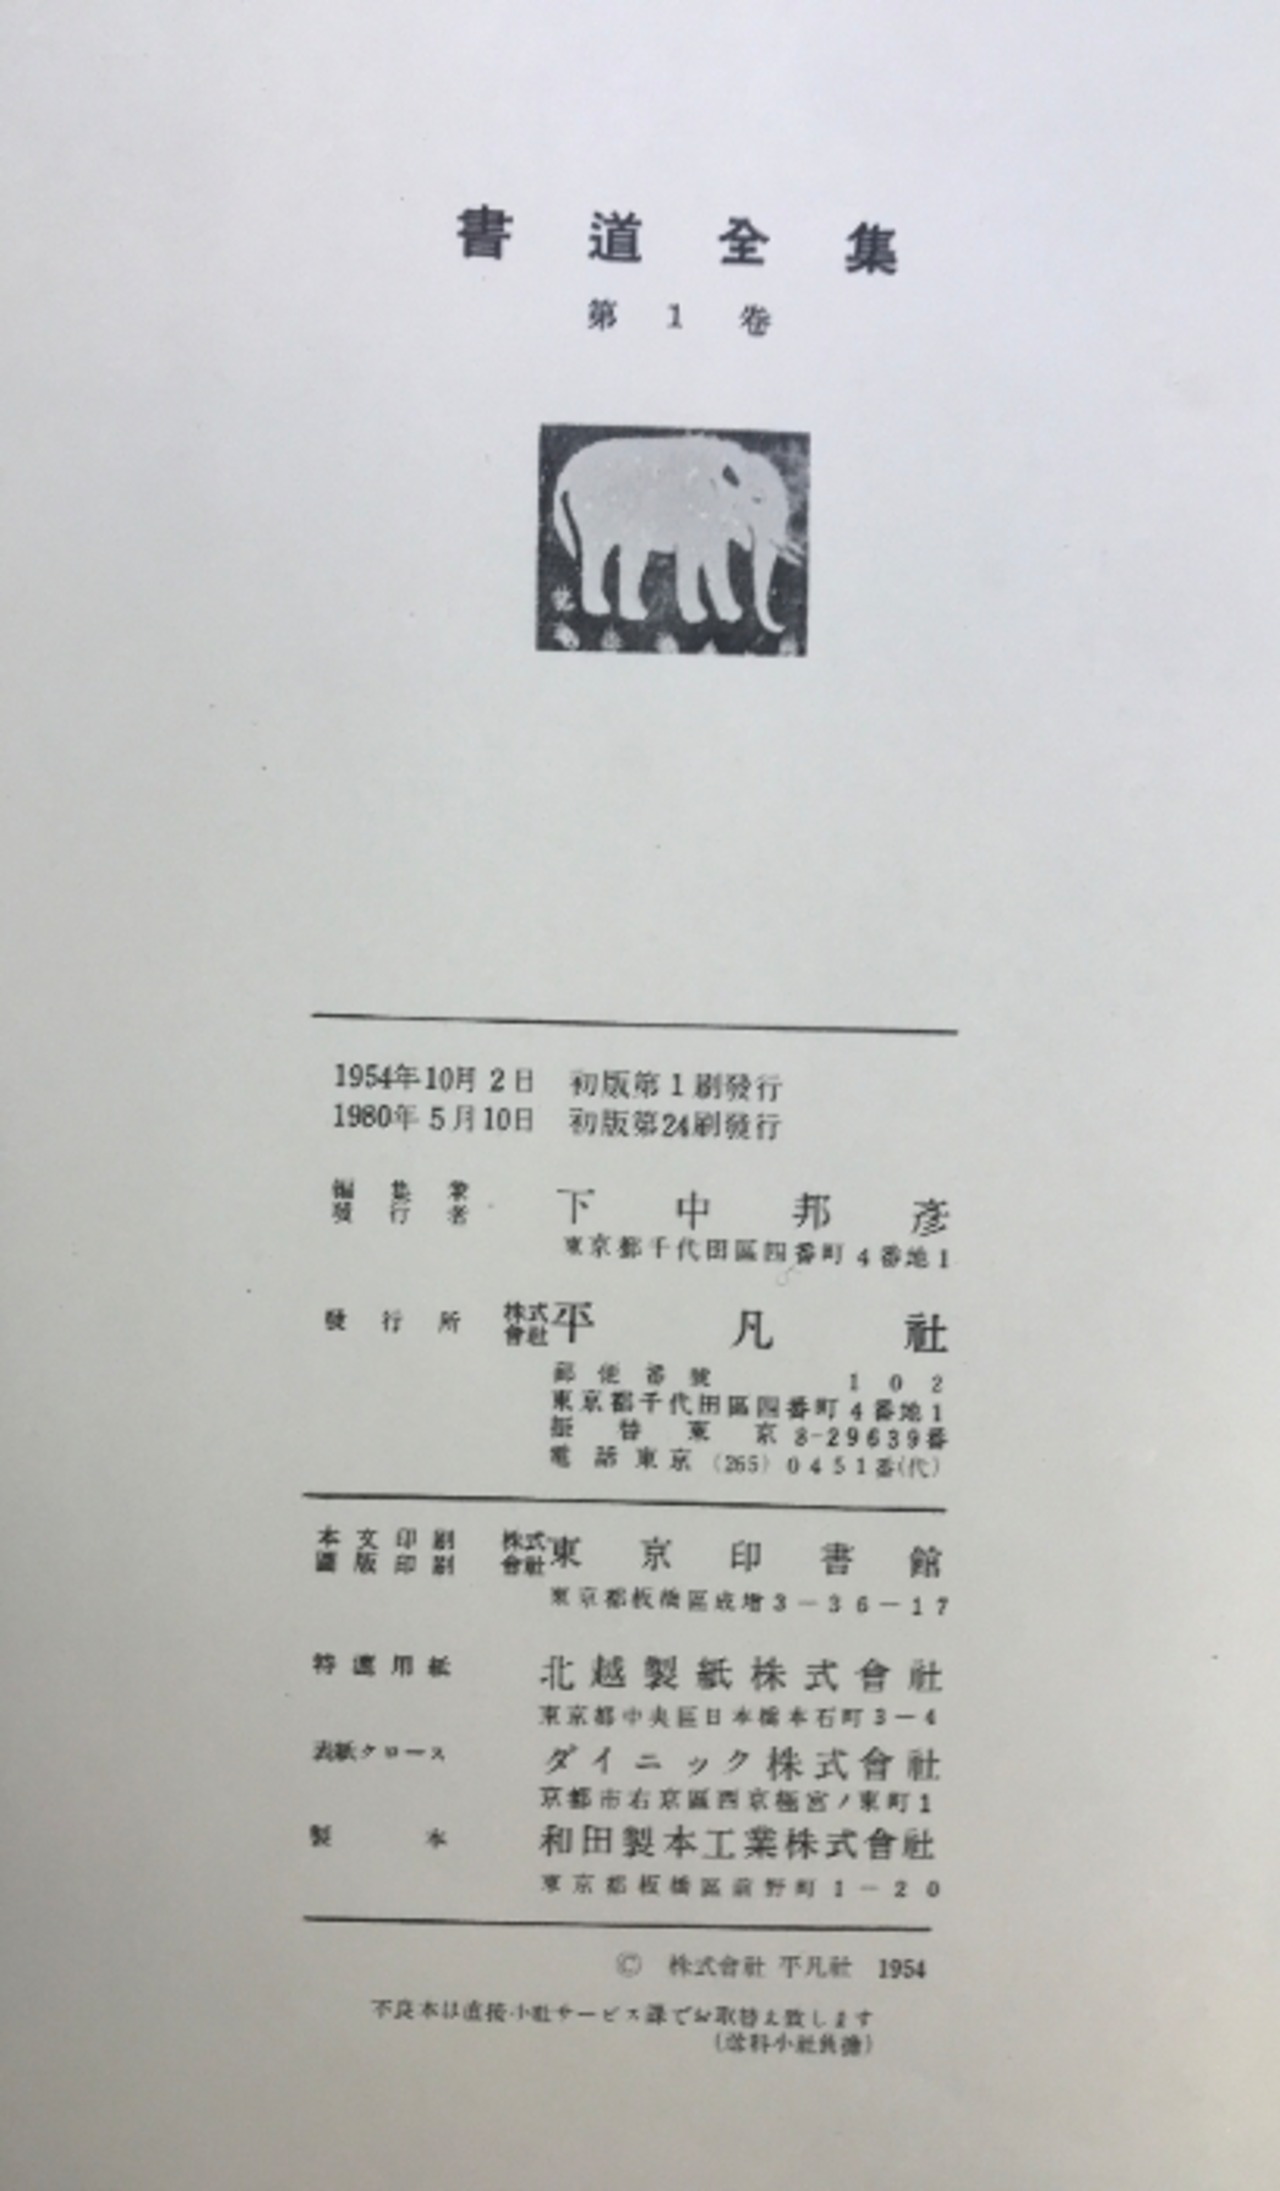 書道全集
第1卷
1954年10月2日 初版第1刷發行
1980年5月10日 初版第24刷發行
編集兼 下中邦彥
發行者
東京都千代田區四番町4番地1
發行所 株式會社 平凡社
郵便番號 102
東京都千代田區四番町4番地1
振替東京8-29639番
電話東京(265)0451番(代)
本文印刷 株式會社 東京印書館
圖版印刷
東京都板橋區成增3-36-17
特漉用紙 北越製紙株式會社
東京都中央區日本橋本石町3-4
表紙クロース ダイニック株式會社
京都市右京區西京極宮ノ東町1
製本 和田製本工業株式會社
東京都板橋區前野町1-20
© 株式會社 平凡社 1954
不良本は直接小社サービス課でお取替え致します
(送料小社負擔)